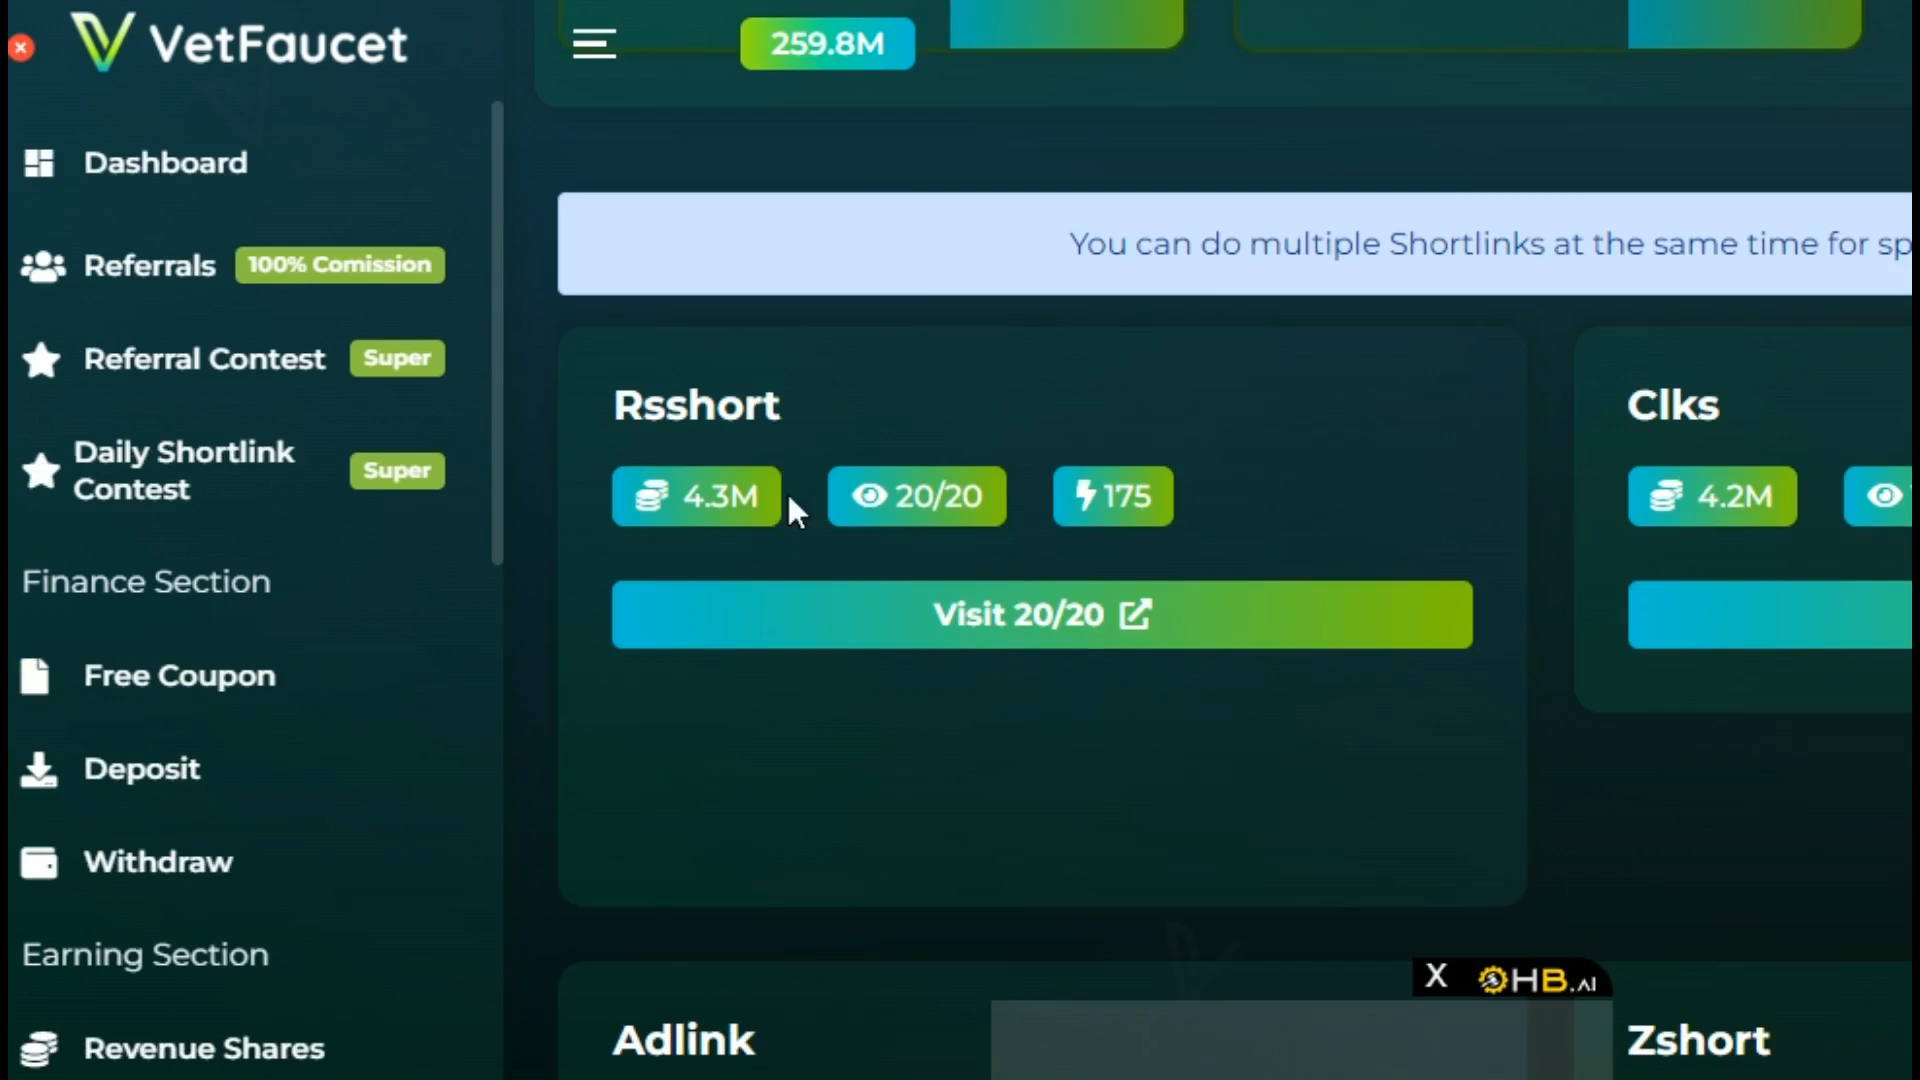 VetFaucet
259.8M
Dashboard
Referrals 100% Comission
Referral Contest Super
Daily Shortlink
Contest
Super
Finance Section
Free Coupon
Deposit
Withdraw
Earning Section
Revenue Shares
You can do multiple Shortlinks at the same time for sp
Rsshort
4.3M 20/20 175
Visit 20/20
Clks
4.2M
Adlink
X HB.AI
Zshort